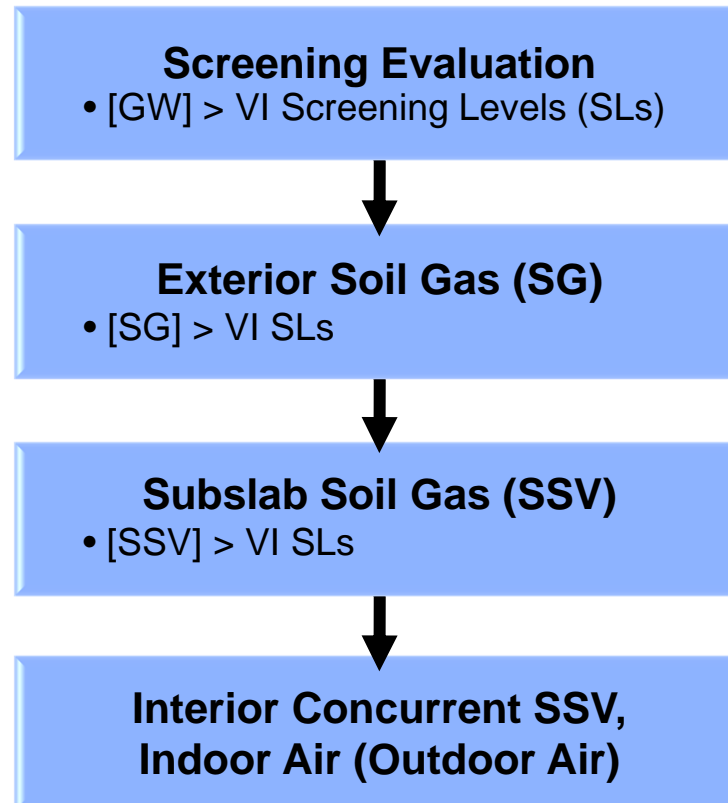 Screening Evaluation
• [GW] > VI Screening Levels (SLs)
Exterior Soil Gas (SG)
• [SG] > VI SLs
Subslab Soil Gas (SSV)
• [SSV] > VI SLs
Interior Concurrent SSV,
Indoor Air (Outdoor Air)